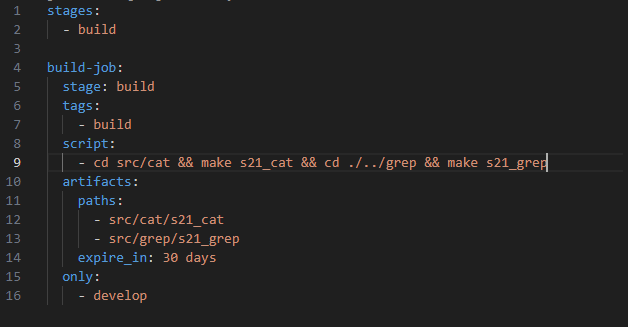 1 stages:
2   - build
3
4 build-job:
5   stage: build
6   tags:
7     - build
8   script:
9     - cd src/cat && make s21_cat && cd ./../grep && make s21_grep
10   artifacts:
11     paths:
12       - src/cat/s21_cat
13       - src/grep/s21_grep
14     expire_in: 30 days
15   only:
16     - develop